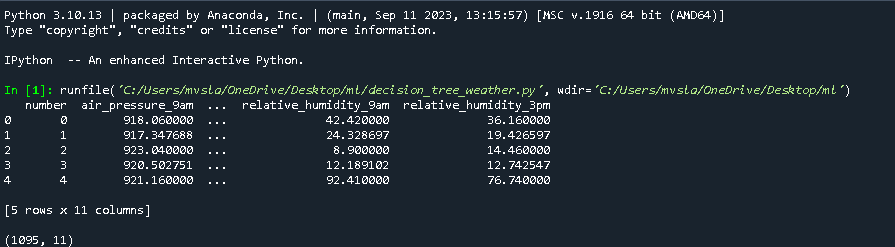 Python 3.10.13 | packaged by Anaconda, Inc. | (main, Sep 11 2023, 13:15:57) [MSC v.1916 64 bit (AMD64)]
Type "copyright", "credits" or "license" for more information.
IPython  -- An enhanced Interactive Python.
In [1]: runfile('C:/Users/mvsla/OneDrive/Desktop/ml/decision_tree_weather.py', wdir='C:/Users/mvsla/OneDrive/Desktop/ml')
number  air_pressure_9am  ...  relative_humidity_9am  relative_humidity_3pm
0       0        918.060000  ...              42.420000              36.160000
1       1        917.347688  ...              24.328697              19.426597
2       2        923.040000  ...               8.900000              14.460000
3       3        920.502751  ...              12.189102              12.742547
4       4        921.160000  ...              92.410000              76.740000
[5 rows x 11 columns]
(1095, 11)